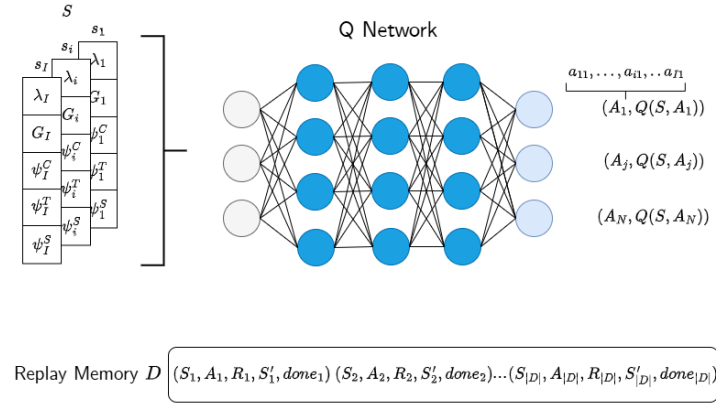 S
Q Network
s_1
s_i
s_I
λ_1
λ_i
λ_I
G_1
G_i
G_I
ψ_1^C
ψ_i^C
ψ_I^C
ψ_1^T
ψ_i^T
ψ_I^T
ψ_1^S
ψ_i^S
ψ_I^S
a_{11}, ..., a_{i1}, ..a_{I1}
(A_1, Q(S, A_1))
(A_j, Q(S, A_j))
(A_N, Q(S, A_N))
Replay Memory D (S_1, A_1, R_1, S'_1, done_1) (S_2, A_2, R_2, S'_2, done_2)...(S_{|D|}, A_{|D|}, R_{|D|}, S'_{|D|}, done_{|D|})